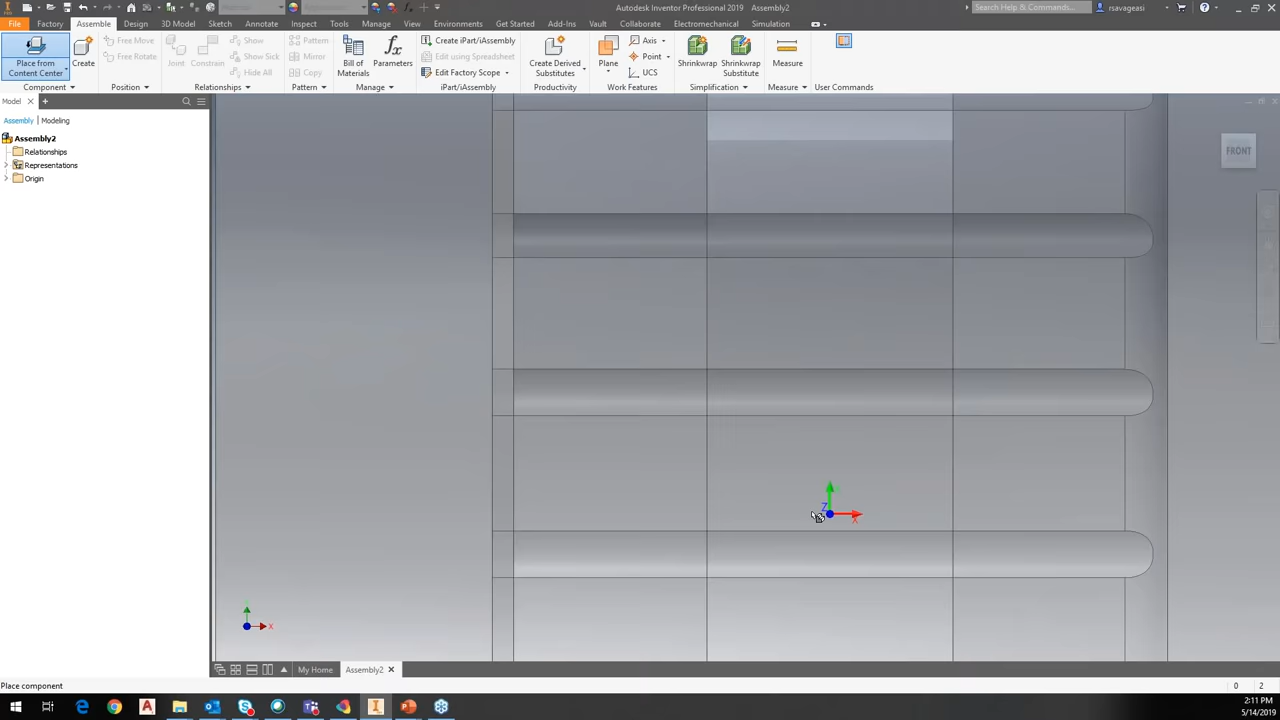 Autodesk Inventor Professional 2019   Assembly2
Search Help & Commands...
rsavageasi
File Factory Assemble Design 3D Model Sketch Annotate Inspect Tools Manage View Environments Get Started Add-Ins Vault Collaborate Electromechanical Simulation
Place from
Content Center
Create
Free Move
Free Rotate
Joint
Constrain
Show
Show Sick
Hide All
Pattern
Mirror
Copy
Bill of
Materials
Parameters
Create iPart/iAssembly
Edit using Spreadsheet
Edit Factory Scope
Create Derived
Substitutes
Plane
Axis
Point
UCS
Shrinkwrap
Shrinkwrap
Substitute
Measure
Component Position Relationships Pattern Manage iPart/iAssembly Productivity Work Features Simplification Measure User Commands
Model
Assembly Modeling
Assembly2
Relationships
Representations
Origin
FRONT
Z
X
X
My Home Assembly2
Place component
0 2
2:11 PM
5/14/2019